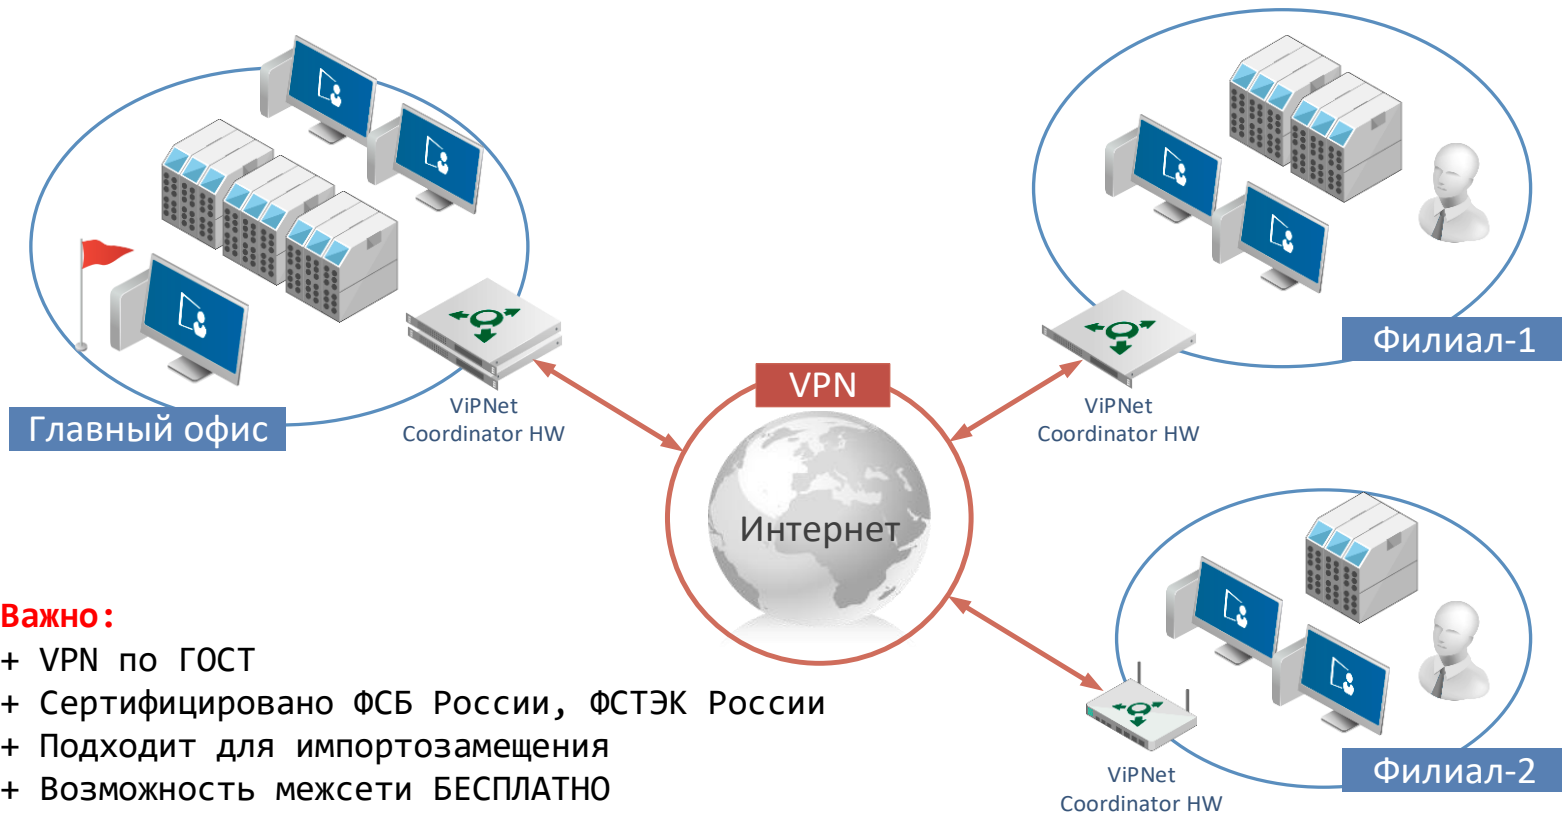 Филиал-1
VPN
ViPNet
Coordinator HW
ViPNet
Coordinator HW
Главный офис
Интернет
Важно:
+ VPN по ГОСТ
+ Сертифицировано ФСБ России, ФСТЭК России
+ Подходит для импортозамещения
+ Возможность межсети БЕСПЛАТНО
ViPNet
Coordinator HW
Филиал-2